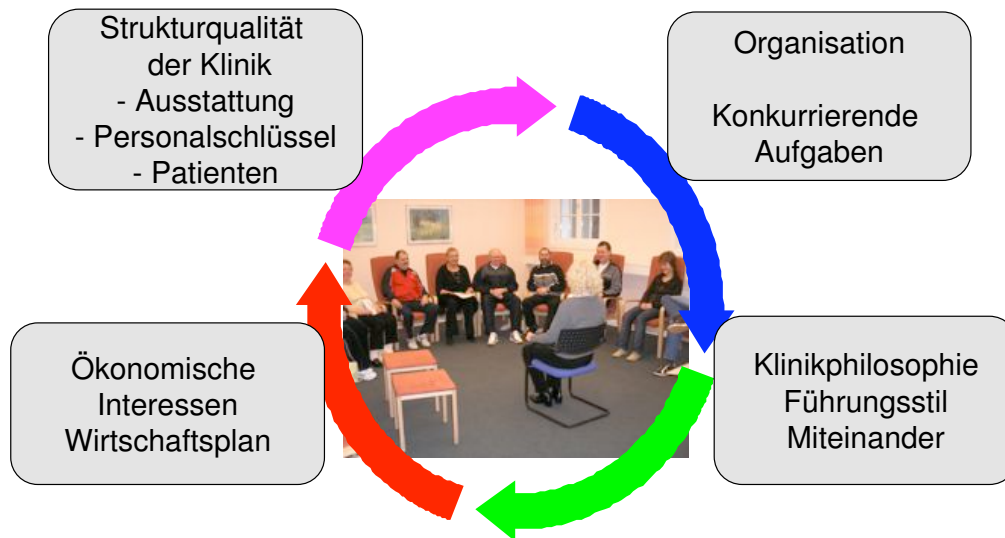 Strukturqualität
der Klinik
- Ausstattung
- Personalschlüssel
- Patienten
Organisation
Konkurrierende
Aufgaben
Ökonomische
Interessen
Wirtschaftsplan
Klinikphilosophie
Führungsstil
Miteinander